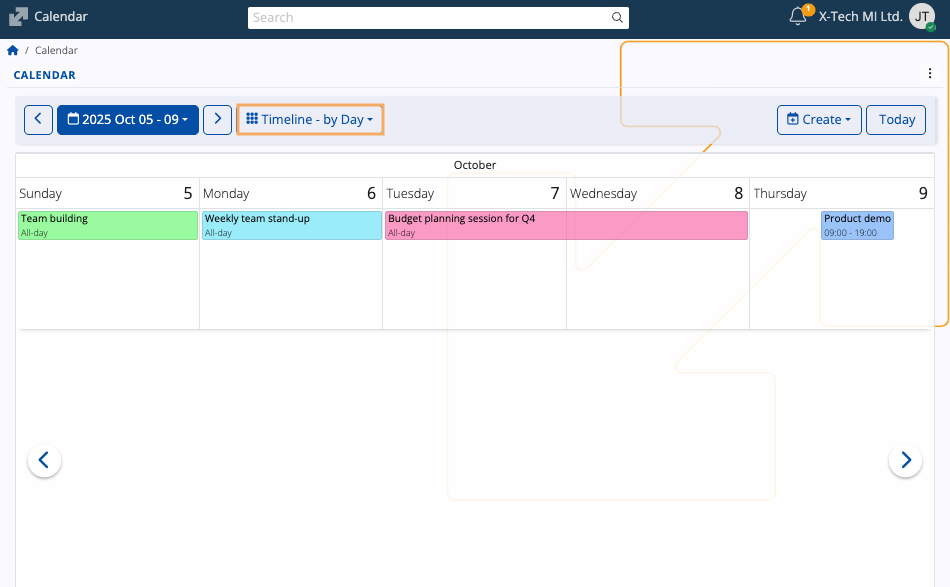 Calendar
Search
1
X-Tech MI Ltd.
JT
/ Calendar
CALENDAR
2025 Oct 05 - 09
Timeline - by Day
Create
Today
October
Sunday 5
Monday 6
Tuesday 7
Wednesday 8
Thursday 9
Team building
All-day
Weekly team stand-up
All-day
Budget planning session for Q4
All-day
Product demo
09:00 - 19:00